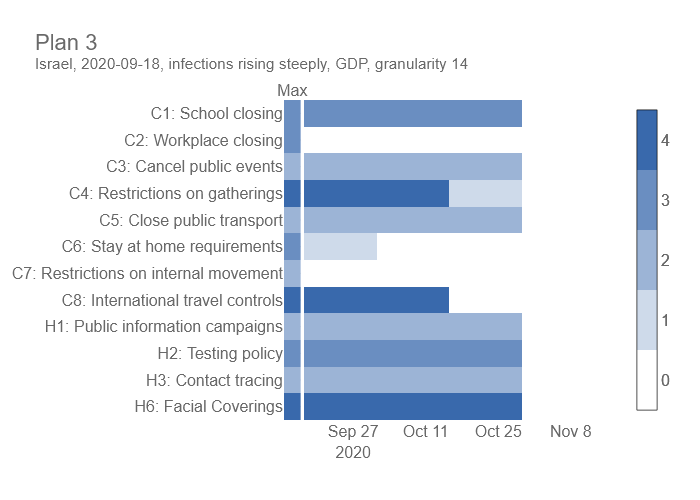 Plan 3
Israel, 2020-09-18, infections rising steeply, GDP, granularity 14
Max
C1: School closing
C2: Workplace closing
C3: Cancel public events
C4: Restrictions on gatherings
C5: Close public transport
C6: Stay at home requirements
C7: Restrictions on internal movement
C8: International travel controls
H1: Public information campaigns
H2: Testing policy
H3: Contact tracing
H6: Facial Coverings
Sep 27 Oct 11 Oct 25 Nov 8
2020
4
3
2
1
0